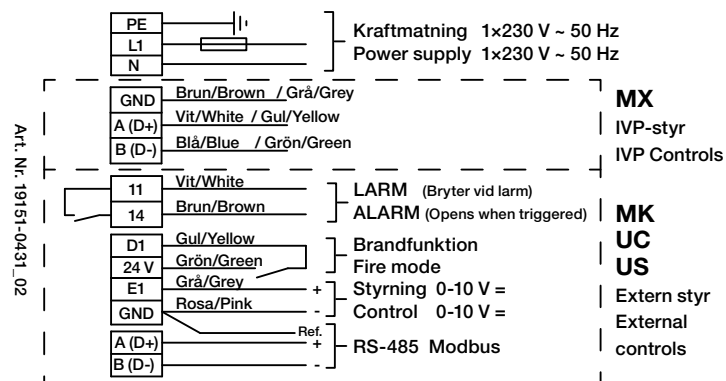 PE
L1
N
Kraftmatning 1×230 V ~ 50 Hz
Power supply 1×230 V ~ 50 Hz
GND Brun/Brown / Grå/Grey
A (D+) Vit/White / Gul/Yellow
B (D-) Blå/Blue / Grön/Green
MX
IVP-styr
IVP Controls
Art. Nr. 19151-0431_02
11 Vit/White
14 Brun/Brown
LARM (Bryter vid larm)
ALARM (Opens when triggered)
D1 Gul/Yellow
24 V Grön/Green
Brandfunktion
Fire mode
E1 Grå/Grey +
GND Rosa/Pink -
Styrning 0-10 V =
Control 0-10 V =
Ref.
A (D+) +
B (D-) -
RS-485 Modbus
MK
UC
US
Extern styr
External
controls